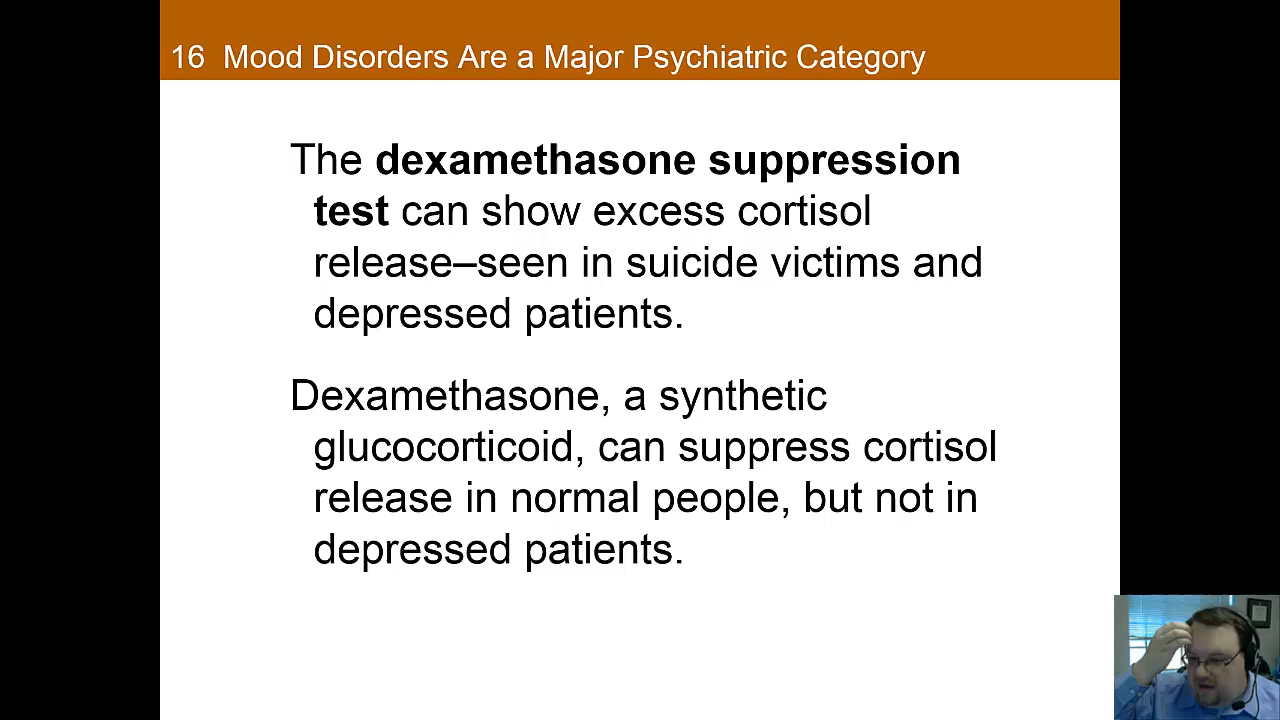 16 Mood Disorders Are a Major Psychiatric Category
The dexamethasone suppression
test can show excess cortisol
release–seen in suicide victims and
depressed patients.
Dexamethasone, a synthetic
glucocorticoid, can suppress cortisol
release in normal people, but not in
depressed patients.